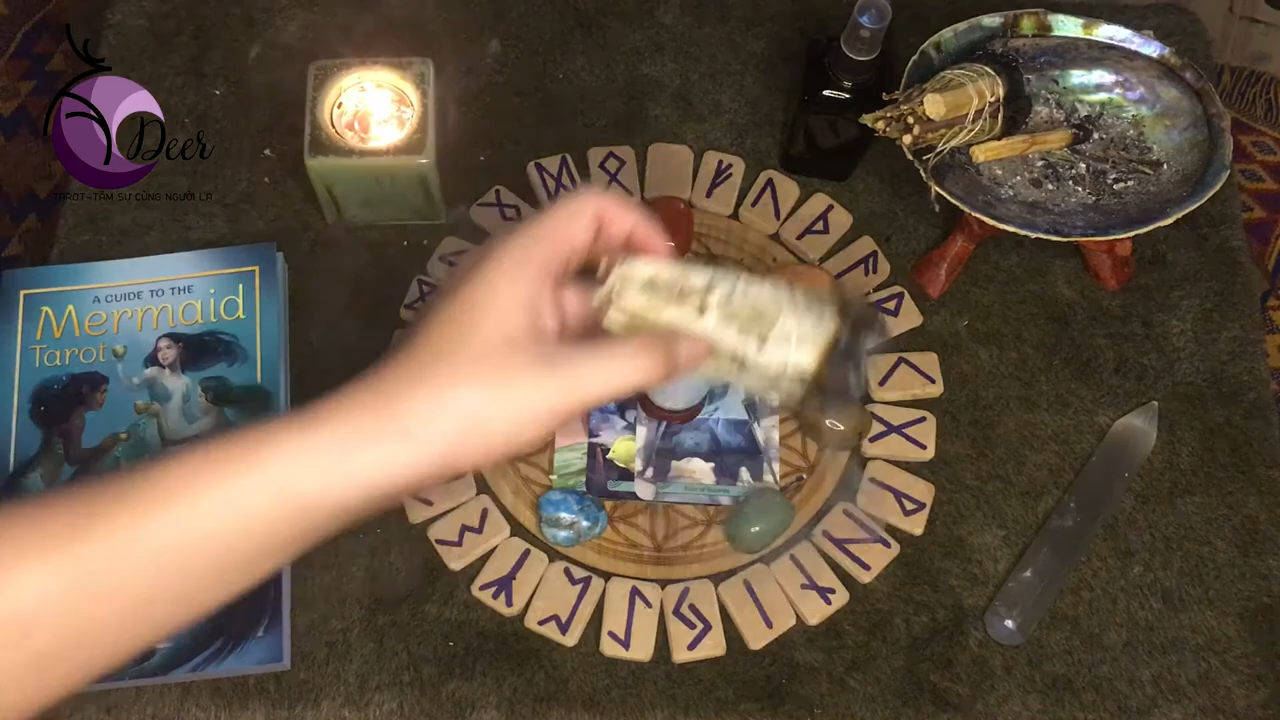 Deer
TAROT-TÂM SỰ CÙNG NGƯỜI LẠ
A GUIDE TO THE
Mermaid
Tarot